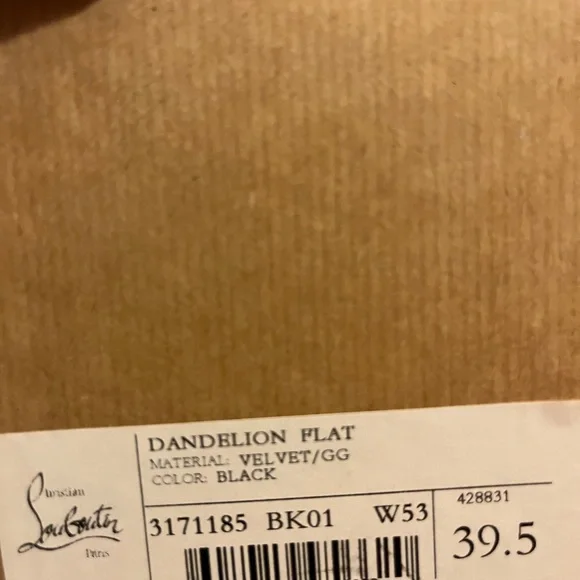 DANDELION FLAT
MATERIAL: VELVET/GG
COLOR: BLACK
Christian
Louboutin
Paris
3171185 BK01 W53
428831
39.5